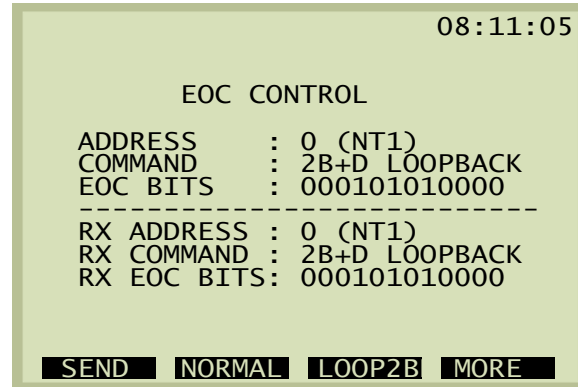 08:11:05
EOC CONTROL
ADDRESS : 0 (NT1)
COMMAND : 2B+D LOOPBACK
EOC BITS : 000101010000
----------------------------
RX ADDRESS : 0 (NT1)
RX COMMAND : 2B+D LOOPBACK
RX EOC BITS: 000101010000
SEND NORMAL LOOP2B MORE